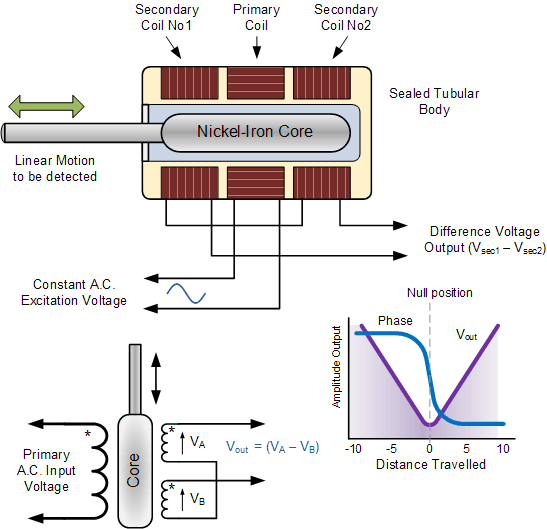 Secondary
Coil No1
Primary
Coil
Secondary
Coil No2
Sealed Tubular
Body
Nickel-Iron Core
Linear Motion
to be detected
Difference Voltage
Output (Vsec1 – Vsec2)
Constant A.C.
Excitation Voltage
Null position
Phase
Vout
Amplitude Output
-10 -5 0 5 10
Distance Travelled
Primary
A.C. Input
Voltage
*
Core
*
VA
Vout = (VA – VB)
*
VB